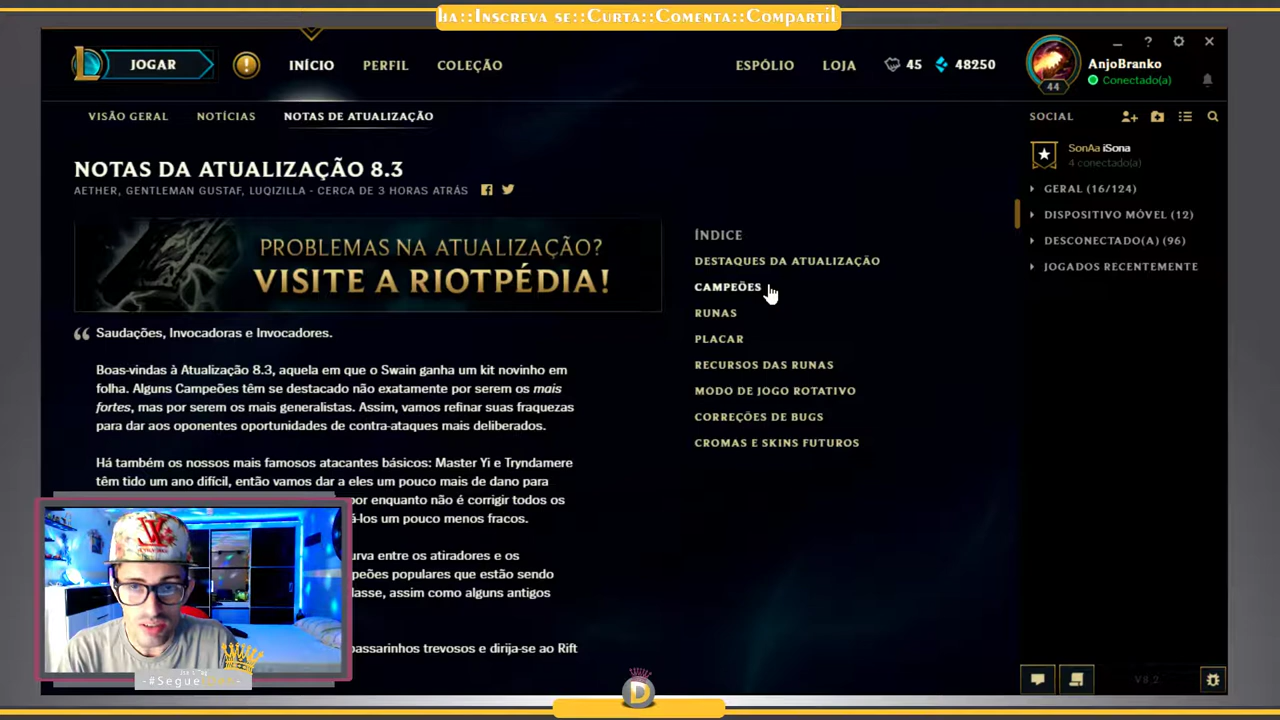 ::Inscreva se::Curta::Comenta::Compartil
JOGAR
INÍCIO
PERFIL
COLEÇÃO
ESPÓLIO
LOJA
45
48250
AnjoBranko
Conectado(a)
44
VISÃO GERAL
NOTÍCIAS
NOTAS DE ATUALIZAÇÃO
SOCIAL
SonAa iSona
4 conectado(a)
GERAL (16/124)
DISPOSITIVO MÓVEL (12)
DESCONECTADO(A) (96)
JOGADOS RECENTEMENTE
NOTAS DA ATUALIZAÇÃO 8.3
AETHER, GENTLEMAN GUSTAF, LUQIZILLA - CERCA DE 3 HORAS ATRÁS
PROBLEMAS NA ATUALIZAÇÃO?
VISITE A RIOTPÉDIA!
Saudações, Invocadoras e Invocadores.
Boas-vindas à Atualização 8.3, aquela em que o Swain ganha um kit novinho em
folha. Alguns Campeões têm se destacado não exatamente por serem os mais
fortes, mas por serem os mais generalistas. Assim, vamos refinar suas fraquezas
para dar aos oponentes oportunidades de contra-ataques mais deliberados.
Há também os nossos mais famosos atacantes básicos: Master Yi e Tryndamere
têm tido um ano difícil, então vamos dar a eles um pouco mais de dano para
por enquanto não é corrigir todos os
-los um pouco menos fracos.
entre os atiradores e os
populares que estão sendo
assim como alguns antigos
passarinhos trevosos e dirija-se ao Rift
ÍNDICE
DESTAQUES DA ATUALIZAÇÃO
CAMPEÕES
RUNAS
PLACAR
RECURSOS DAS RUNAS
MODO DE JOGO ROTATIVO
CORREÇÕES DE BUGS
CROMAS E SKINS FUTUROS
-#Segue
D
V8.2